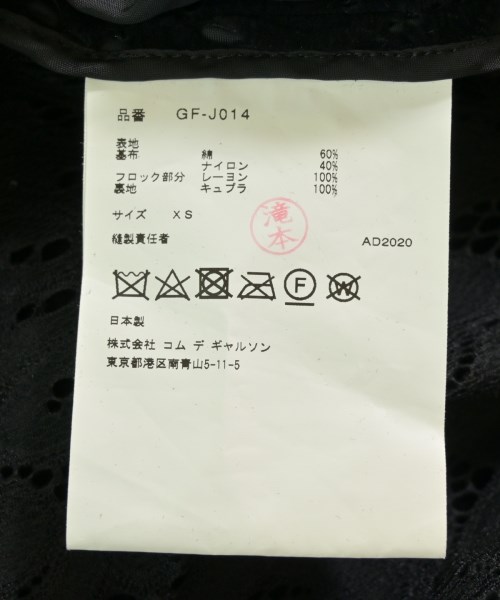 品番 GF-J014
表地
基布 綿 60%
ナイロン 40%
フロック部分 レーヨン 100%
裏地 キュプラ 100%
サイズ XS
滝本
縫製責任者 AD2020
F W
日本製
株式会社 コム デ ギャルソン
東京都港区南青山5-11-5